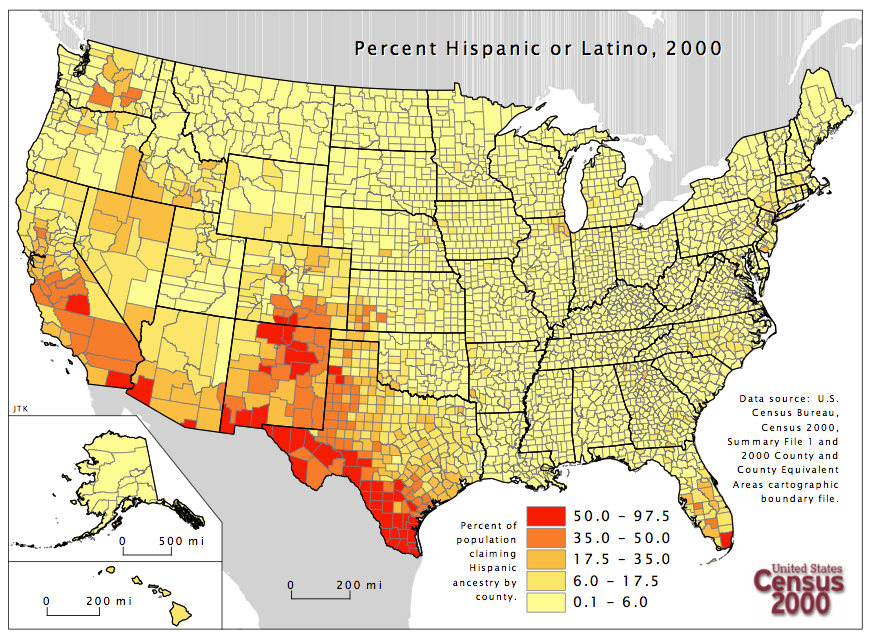 Percent Hispanic or Latino, 2000
JTK
Data source: U.S.
Census Bureau,
Census 2000,
Summary File 1 and
2000 County and
County Equivalent
Areas cartographic
boundary file.
0 500 mi
0 200 mi
0 200 mi
Percent of
population
claiming
Hispanic
ancestry by
county.
50.0 – 97.5
35.0 – 50.0
17.5 – 35.0
6.0 – 17.5
0.1 – 6.0
United States
Census
2000